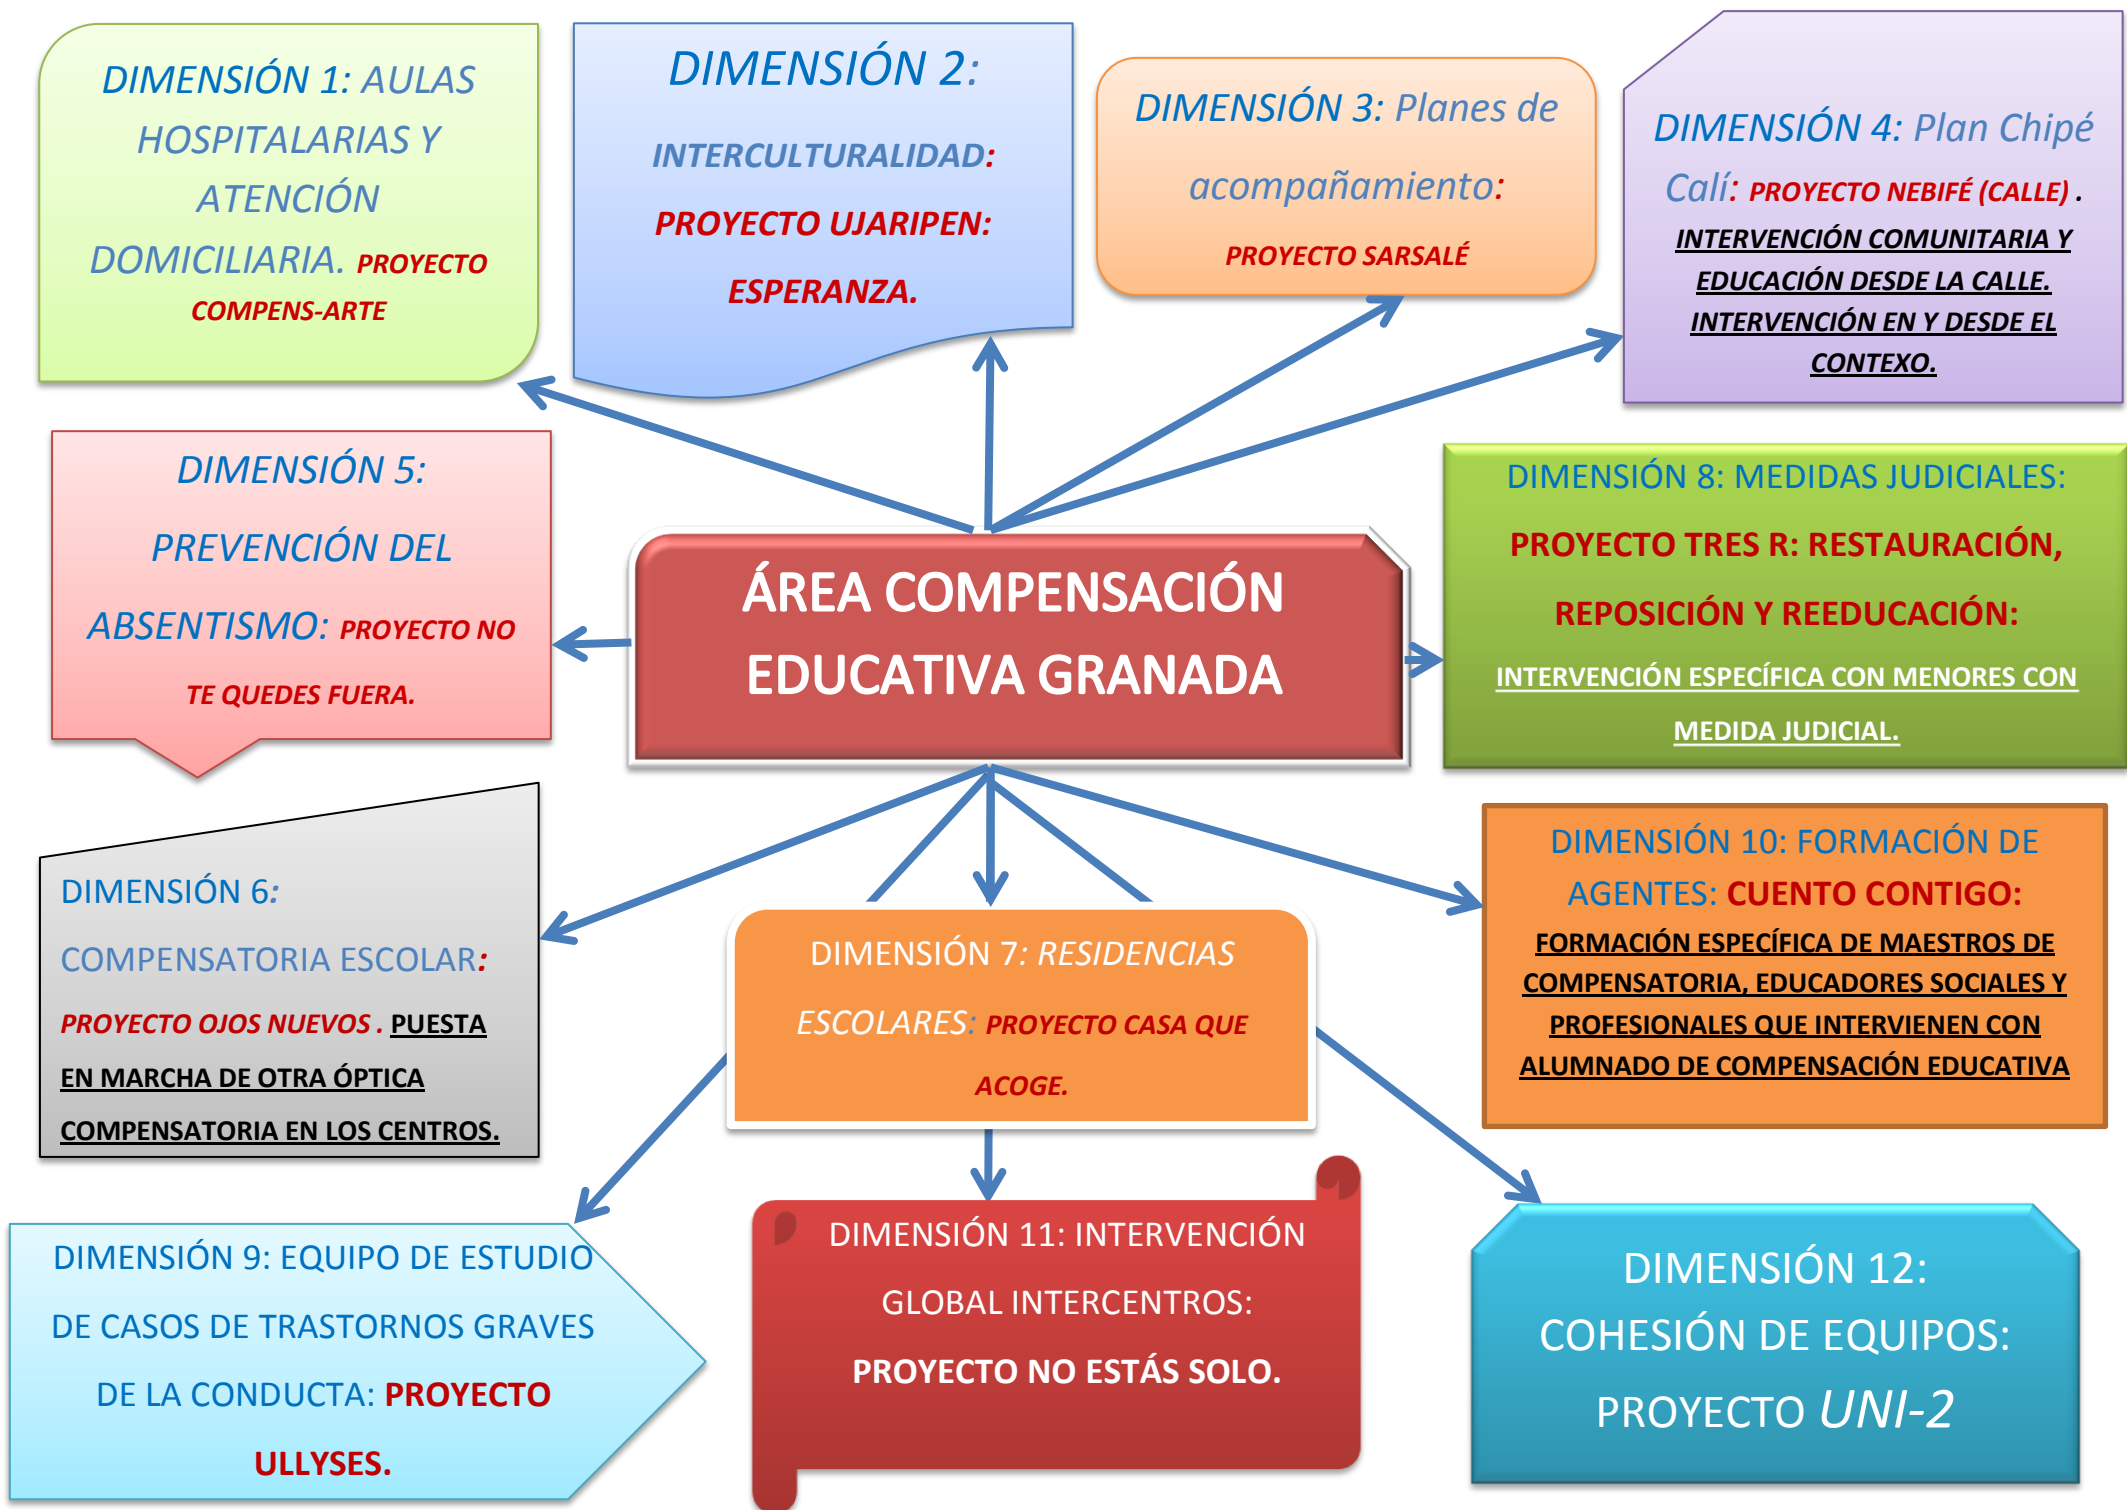 DIMENSIÓN 1: AULAS
HOSPITALARIAS Y
ATENCIÓN
DOMICILIARIA. PROYECTO
COMPENS-ARTE
DIMENSIÓN 2:
INTERCULTURALIDAD:
PROYECTO UJARIPEN:
ESPERANZA.
DIMENSIÓN 3: Planes de
acompañamiento:
PROYECTO SARSALÉ
DIMENSIÓN 4: Plan Chipé
Calí: PROYECTO NEBIFÉ (CALLE) .
INTERVENCIÓN COMUNITARIA Y
EDUCACIÓN DESDE LA CALLE.
INTERVENCIÓN EN Y DESDE EL
CONTEXO.
DIMENSIÓN 5:
PREVENCIÓN DEL
ABSENTISMO: PROYECTO NO
TE QUEDES FUERA.
ÁREA COMPENSACIÓN
EDUCATIVA GRANADA
DIMENSIÓN 8: MEDIDAS JUDICIALES:
PROYECTO TRES R: RESTAURACIÓN,
REPOSICIÓN Y REEDUCACIÓN:
INTERVENCIÓN ESPECÍFICA CON MENORES CON
MEDIDA JUDICIAL.
DIMENSIÓN 6:
COMPENSATORIA ESCOLAR:
PROYECTO OJOS NUEVOS . PUESTA
EN MARCHA DE OTRA ÓPTICA
COMPENSATORIA EN LOS CENTROS.
DIMENSIÓN 7: RESIDENCIAS
ESCOLARES: PROYECTO CASA QUE
ACOGE.
DIMENSIÓN 10: FORMACIÓN DE
AGENTES: CUENTO CONTIGO:
FORMACIÓN ESPECÍFICA DE MAESTROS DE
COMPENSATORIA, EDUCADORES SOCIALES Y
PROFESIONALES QUE INTERVIENEN CON
ALUMNADO DE COMPENSACIÓN EDUCATIVA
DIMENSIÓN 9: EQUIPO DE ESTUDIO
DE CASOS DE TRASTORNOS GRAVES
DE LA CONDUCTA: PROYECTO
ULLYSES.
DIMENSIÓN 11: INTERVENCIÓN
GLOBAL INTERCENTROS:
PROYECTO NO ESTÁS SOLO.
DIMENSIÓN 12:
COHESIÓN DE EQUIPOS:
PROYECTO UNI-2